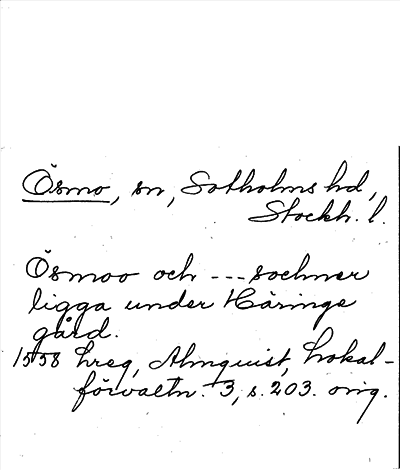 Ösmo, sn, Sotholms hd,
Stockh. l.
Ösmoo och --- sochner
ligga under Häringe
gård.
1558 hreg, Almquist, Lokal-
förvaltn. 3, s. 203. orig.